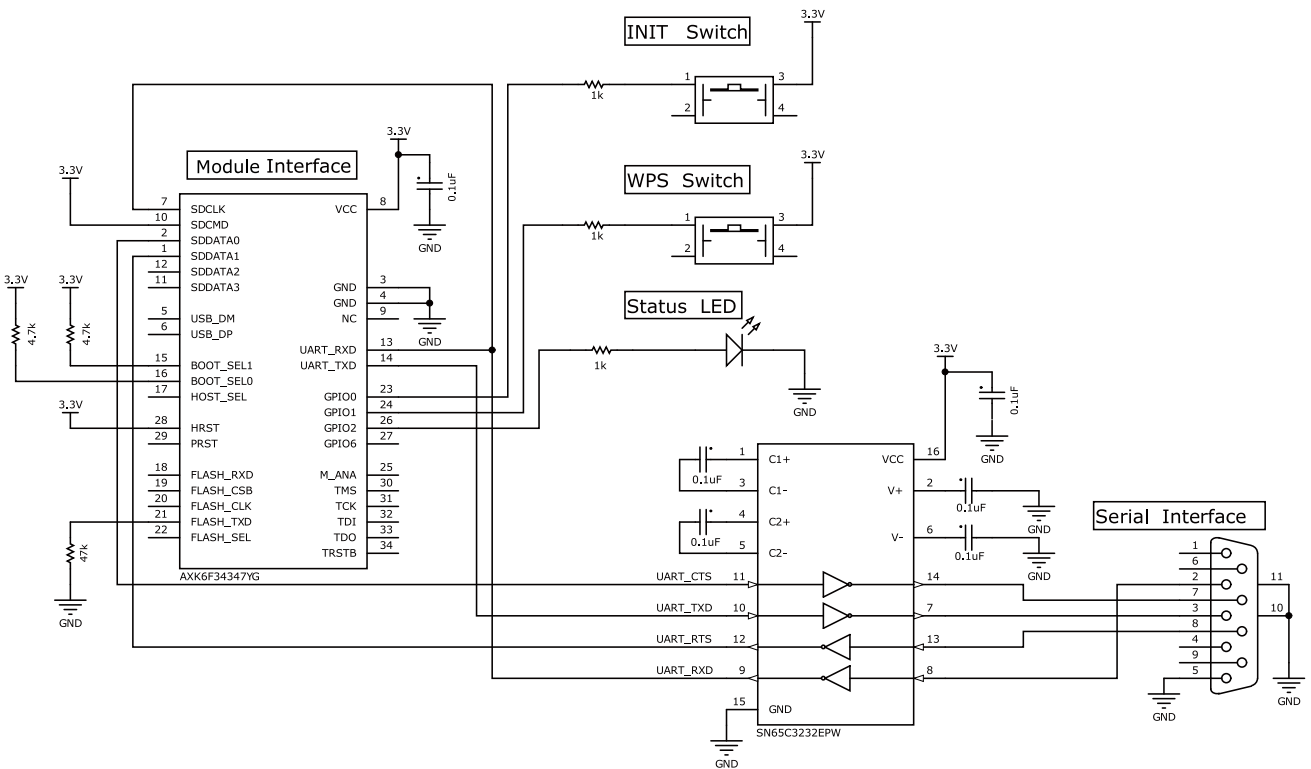 INIT Switch
3.3V
1k
1
3
2
4
WPS Switch
3.3V
1k
1
3
2
4
Status LED
1k
GND
Module Interface
3.3V
0.1uF
GND
3.3V
7 SDCLK
10 SDCMD
2 SDDATA0
1 SDDATA1
12 SDDATA2
11 SDDATA3
5 USB_DM
6 USB_DP
15 BOOT_SEL1
16 BOOT_SEL0
17 HOST_SEL
28 HRST
29 PRST
18 FLASH_RXD
19 FLASH_CSB
20 FLASH_CLK
21 FLASH_TXD
22 FLASH_SEL
VCC 8
GND 3
GND 4
NC 9
GND
UART_RXD 13
UART_TXD 14
GPIO0 23
GPIO1 24
GPIO2 26
GPIO6 27
M_ANA 25
TMS 30
TCK 31
TDI 32
TDO 33
TRSTB 34
AXK6F34347YG
3.3V
3.3V
4.7k
4.7k
3.3V
47k
GND
3.3V
0.1uF
GND
1 C1+
3 C1-
4 C2+
5 C2-
0.1uF
0.1uF
VCC 16
V+ 2
V- 6
0.1uF
GND
0.1uF
GND
UART_CTS 11
14
UART_TXD 10
7
UART_RTS 12
13
UART_RXD 9
8
15 GND
GND
SN65C3232EPW
Serial Interface
1
6
2
7
3
8
4
9
5
11
10
GND
GND